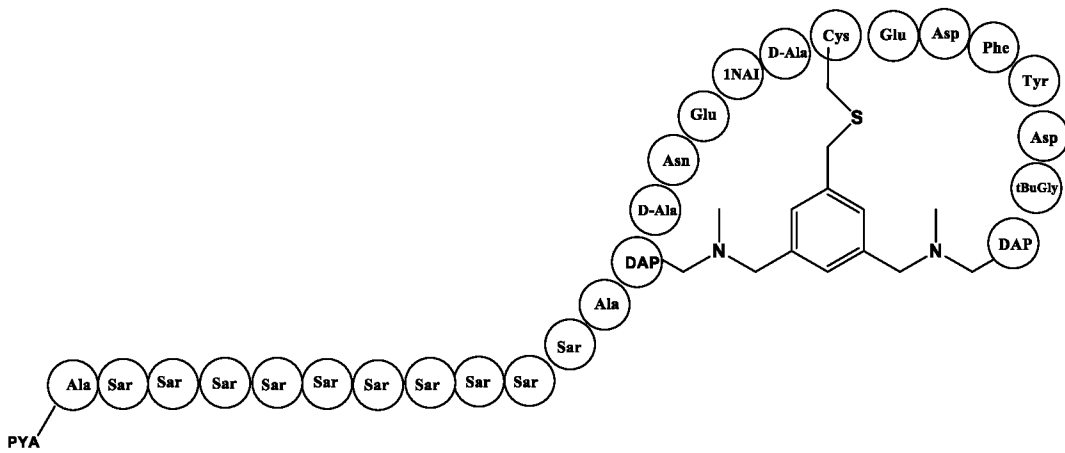 PYA
Ala
Sar
Sar
Sar
Sar
Sar
Sar
Sar
Sar
Sar
Sar
Ala
DAP
D-Ala
Asn
Glu
1NAI
D-Ala
Cys
Glu
Asp
Phe
Tyr
Asp
tBuGly
DAP
S
N
N